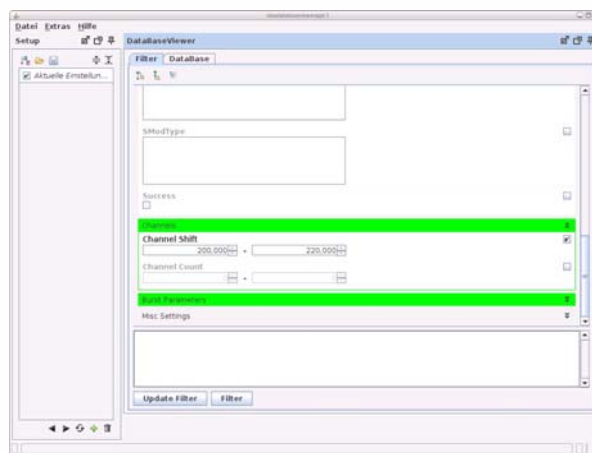 Datei Extras Hilfe
Setup
DataBaseViewer
Filter DataBase
Aktuelle Einstellun...
SModType
Success
Channels
Channel Shift
200,000 - 220,000
Channel Count
-
Burst Parameters
Misc Settings
Update Filter Filter